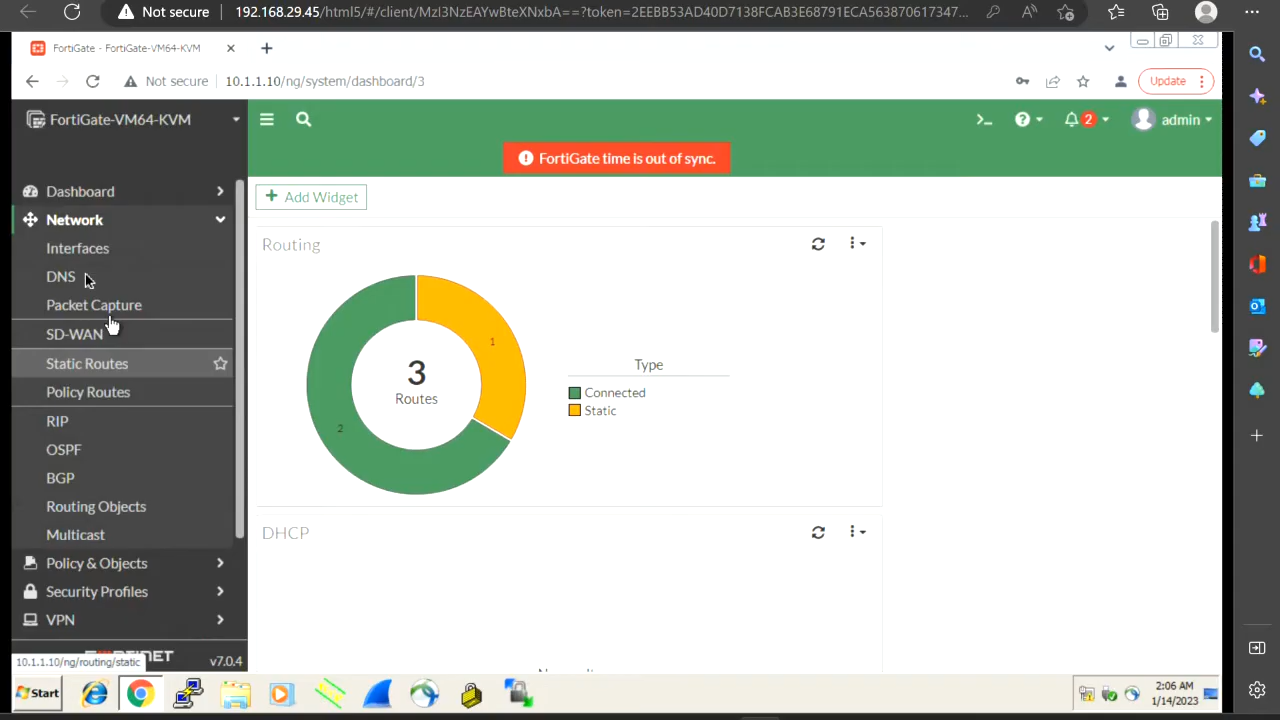 Not secure
192.168.29.45/html5/#/client/MzI3NzEAYwBteXNxbA==?token=2EEBB53AD40D7138FCAB3E68791ECA563870617347...
FortiGate - FortiGate-VM64-KVM
Not secure
10.1.1.10/ng/system/dashboard/3
Update
FortiGate-VM64-KVM
2
admin
FortiGate time is out of sync.
Add Widget
Dashboard
Network
Interfaces
DNS
Packet Capture
SD-WAN
Static Routes
Policy Routes
RIP
OSPF
BGP
Routing Objects
Multicast
Policy & Objects
Security Profiles
VPN
v7.0.4
10.1.1.10/ng/routing/static
Routing
1
2
3
Routes
Type
Connected
Static
DHCP
Start
2:06 AM
1/14/2023